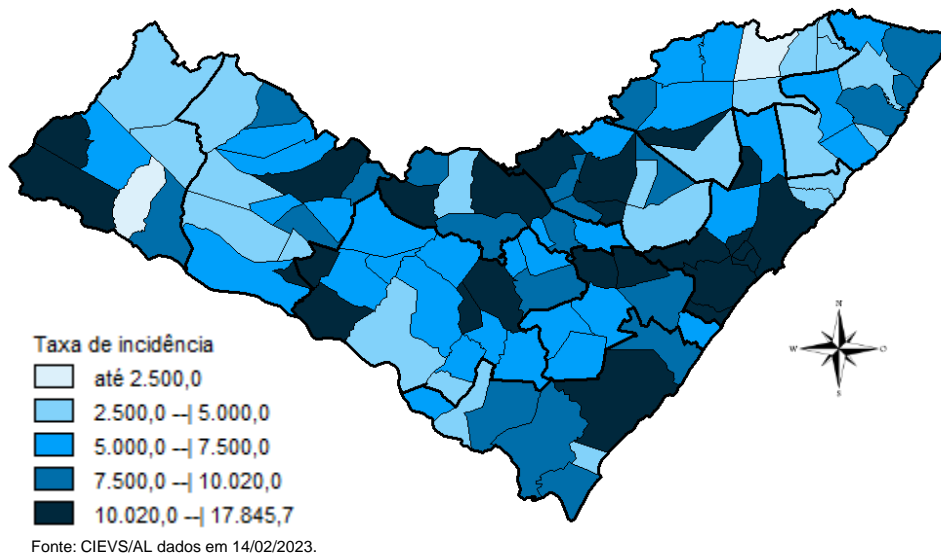 N
W
O
S
Taxa de incidência
até 2.500,0
2.500,0 --| 5.000,0
5.000,0 --| 7.500,0
7.500,0 --| 10.020,0
10.020,0 --| 17.845,7
Fonte: CIEVS/AL dados em 14/02/2023.